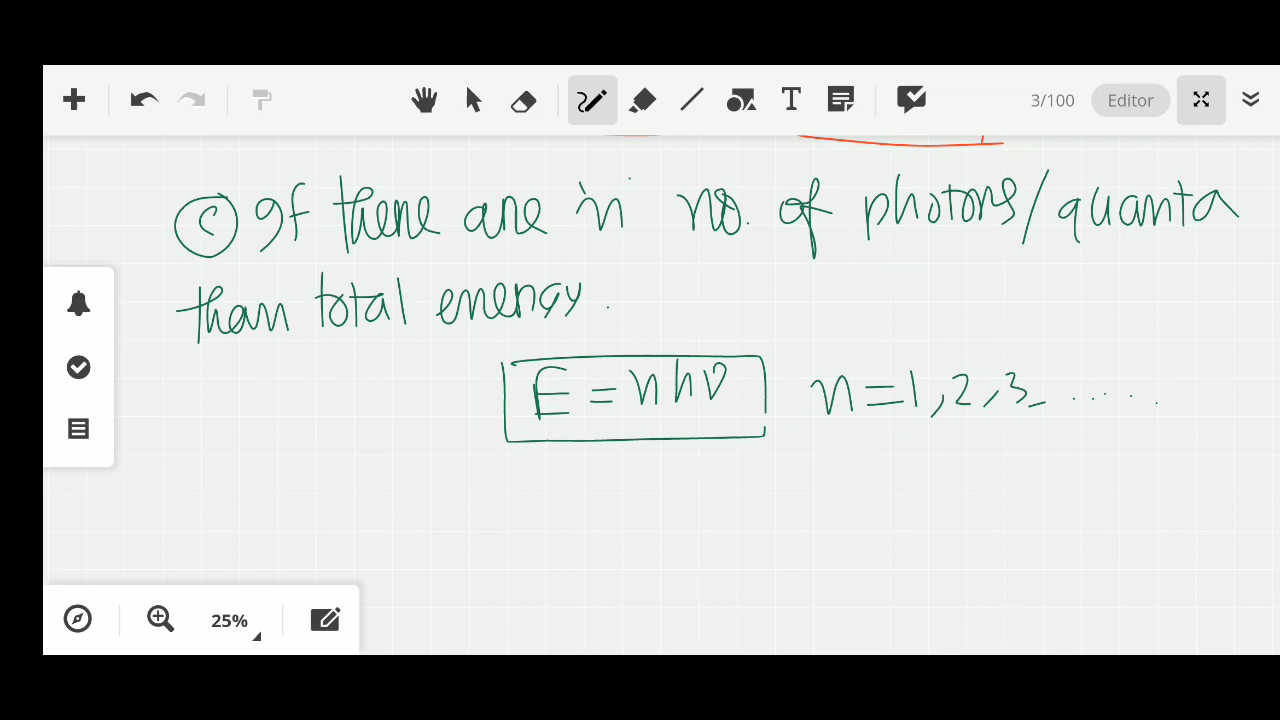 3/100 Editor
(c) If there are 'n' no. of photons/quanta
than total energy.
E = nhν n = 1, 2, 3- .....
25%